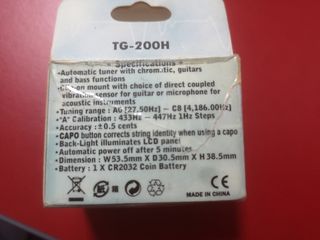 TG-200H
* Specifications *
•Automatic tuner with chromatic, guitars
and bass functions
•Clip-on mount with choice of direct coupled
vibration sensor for guitar or microphone for
acoustic instruments.
•Tuning range : A0 [27.50Hz] - C8 [4,186.00Hz]
•"A" Calibration : 433Hz - 447Hz 1Hz Steps
•Accuracy : ±0.5 cents
•CAPO button corrects string identity when using a capo
•Back-Light illuminates LCD panel
•Automatic power off after 5 minutes
•Dimension : W53.5mm X D30.5mm X H38.5mm
•Battery : 1 X CR2032 Coin Battery
MADE IN CHINA